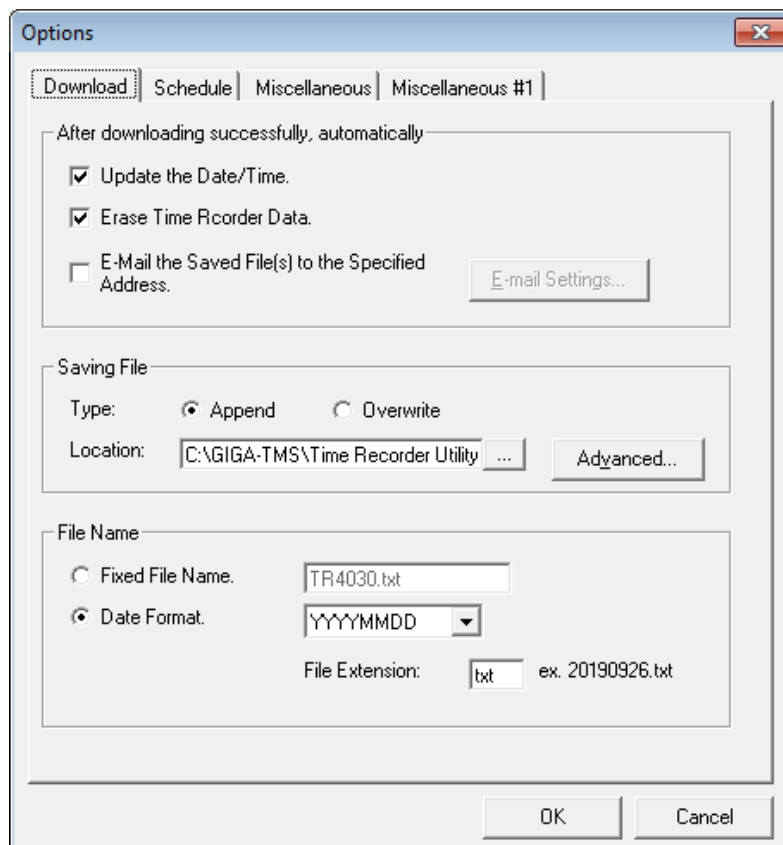 Options
Download Schedule Miscellaneous Miscellaneous #1
After downloading successfully, automatically
Update the Date/Time.
Erase Time Rcorder Data.
E-Mail the Saved File(s) to the Specified
Address.
E-mail Settings...
Saving File
Type: Append Overwrite
Location: C:\GIGA-TMS\Time Recorder Utility ... Advanced...
File Name
Fixed File Name. TR4030.txt
Date Format. YYYYMMDD
File Extension: txt ex. 20190926.txt
OK Cancel